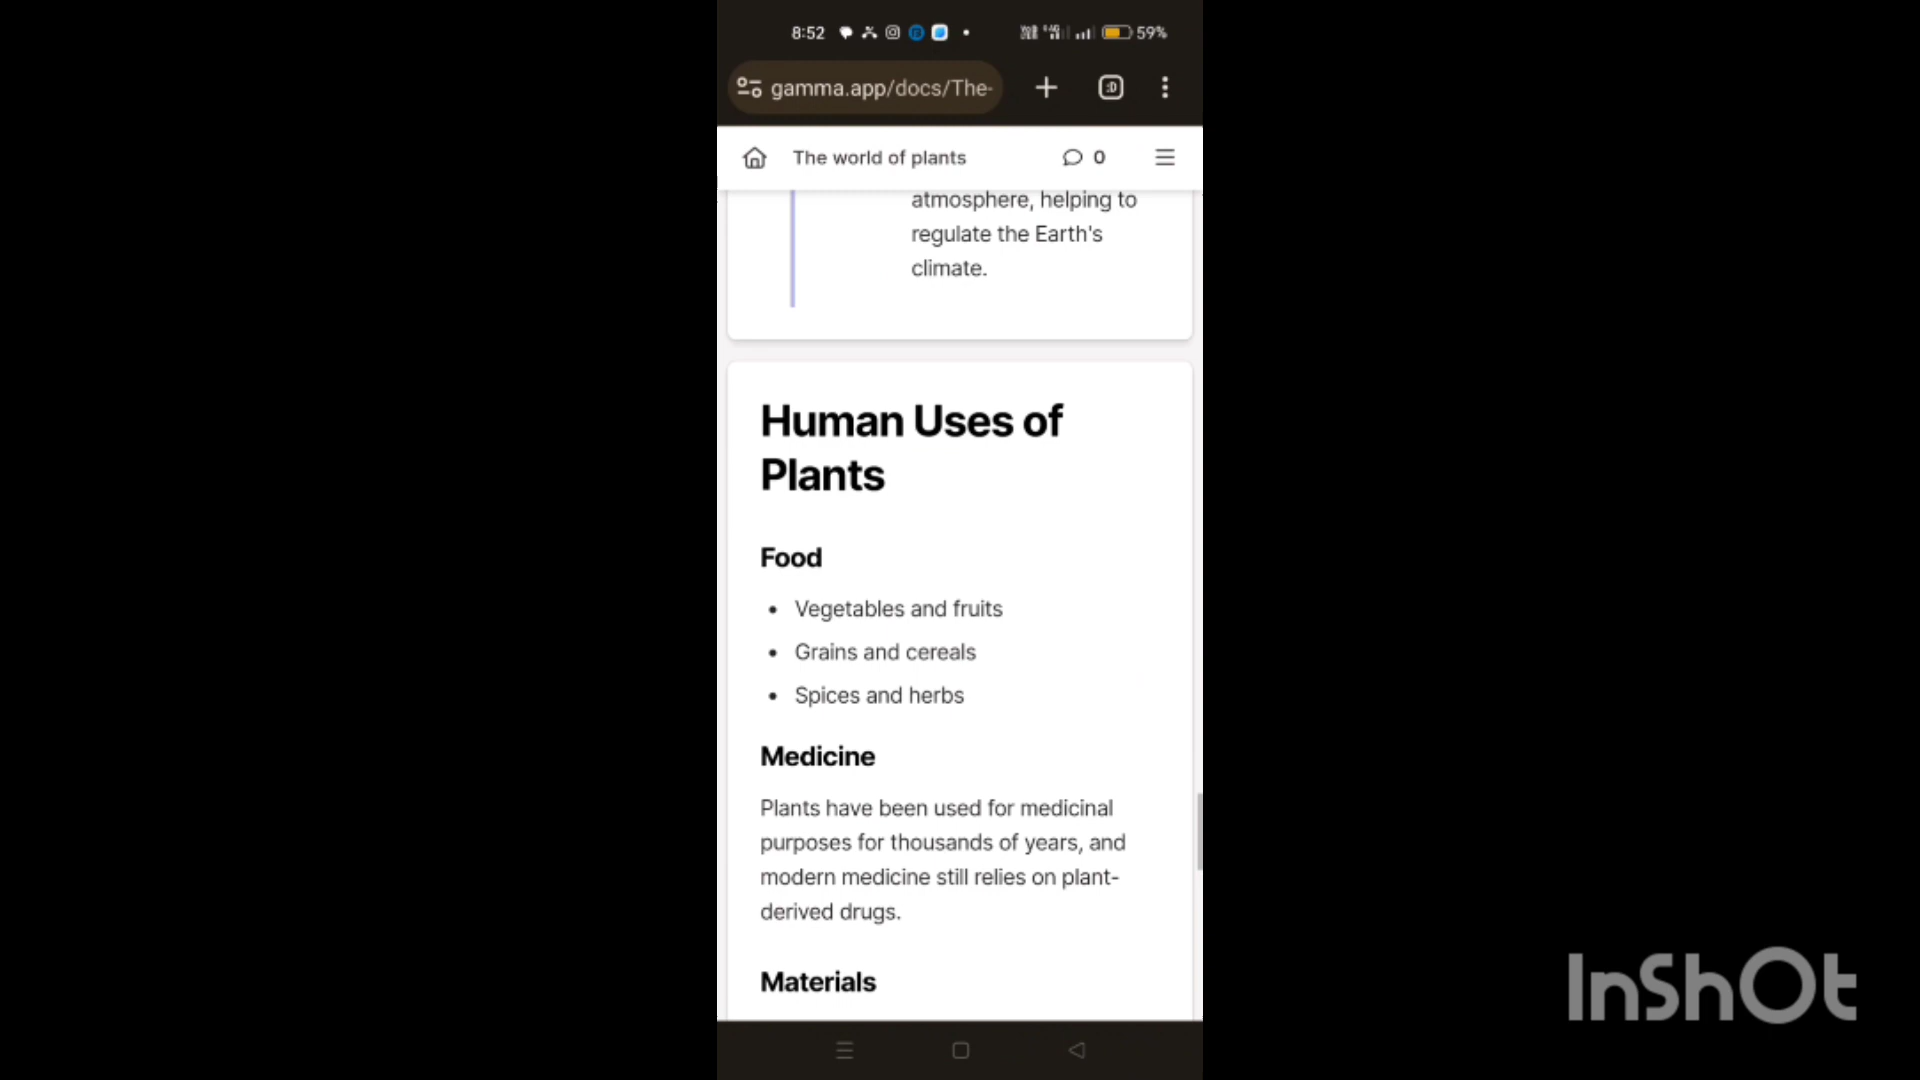 8:52
59%
gamma.app/docs/The-
The world of plants
0
atmosphere, helping to
regulate the Earth's
climate.
Human Uses of
Plants
Food
• Vegetables and fruits
• Grains and cereals
• Spices and herbs
Medicine
Plants have been used for medicinal
purposes for thousands of years, and
modern medicine still relies on plant-
derived drugs.
Materials
InShOt